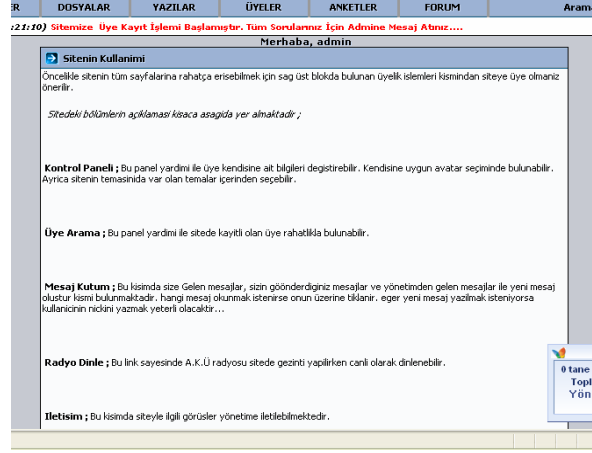 DOSYALAR YAZILAR ÜYELER ANKETLER FORUM
:21:10) Sitemize Üye Kayıt İşlemi Başlamıştır. Tüm Sorularınız İçin Admine Mesaj Atınız....
Merhaba, admin
Sitenin Kullanimi
Öncelikle sitenin tüm sayfalarina rahatça erisebilmek için sag üst blokda bulunan üyelik islemleri kismindan siteye üye olmaniz
önerilir.
Sitedeki bölümlerin açiklamasi kisaca asagida yer almaktadir ;
Kontrol Paneli ; Bu panel yardimi ile üye kendisine ait bilgileri degistirebilir. Kendisine uygun avatar seçiminde bulunabilir.
Ayrica sitenin temasinida var olan temalar içerinden seçebilir.
Üye Arama ; Bu panel yardimi ile sitede kayitli olan üye rahatlikla bulunabilir.
Mesaj Kutum ; Bu kisimda size Gelen mesajlar, sizin göönderdiginiz mesajlar ve yönetimden gelen mesajlar ile yeni mesaj
olustur kismi bulunmaktadir. hangi mesaj okunmak istenirse onun üzerine tiklanir. eger yeni mesaj yazilmak isteniyorsa
kullanicinin nickini yazmak yeterli olacaktir...
0 tane
Topl
Yön
Radyo Dinle ; Bu link sayesinde A.K.Ü radyosu sitede gezinti yapilirken canli olarak dinlenebilir.
Iletisim ; Bu kisimda siteyle ilgili görüsler yönetime iletilebilmektedir.